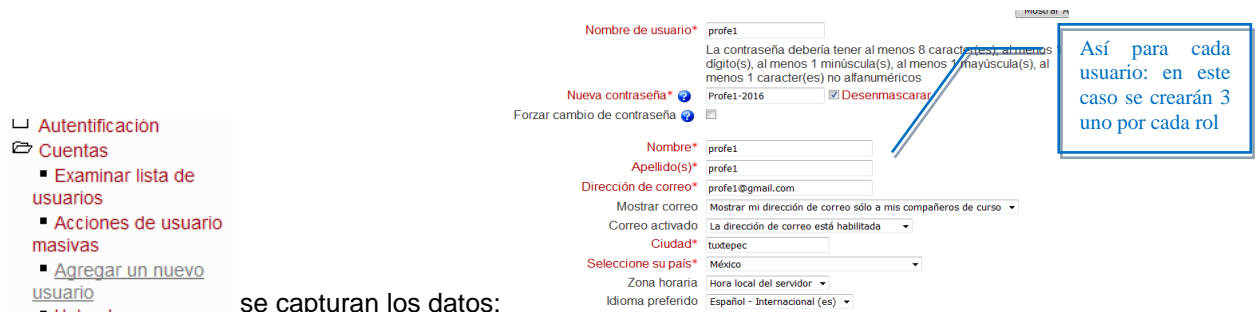 Mostrar A
Nombre de usuario* profe1
La contraseña debería tener al menos 8 caracter(es), al menos 1
dígito(s), al menos 1 minúscula(s), al menos 1 mayúscula(s), al
menos 1 caracter(es) no alfanuméricos
Nueva contraseña* Profe1-2016 Desenmascarar
Forzar cambio de contraseña
Nombre* profe1
Apellido(s)* profe1
Dirección de correo* profe1@gmail.com
Mostrar correo Mostrar mi dirección de correo sólo a mis compañeros de curso
Correo activado La dirección de correo está habilitada
Ciudad* tuxtepec
Seleccione su país* México
Zona horaria Hora local del servidor
Idioma preferido Español - Internacional (es)
Así para cada
usuario: en este
caso se crearán 3
uno por cada rol
Autentificación
Cuentas
Examinar lista de
usuarios
Acciones de usuario
masivas
Agregar un nuevo
usuario
se capturan los datos: